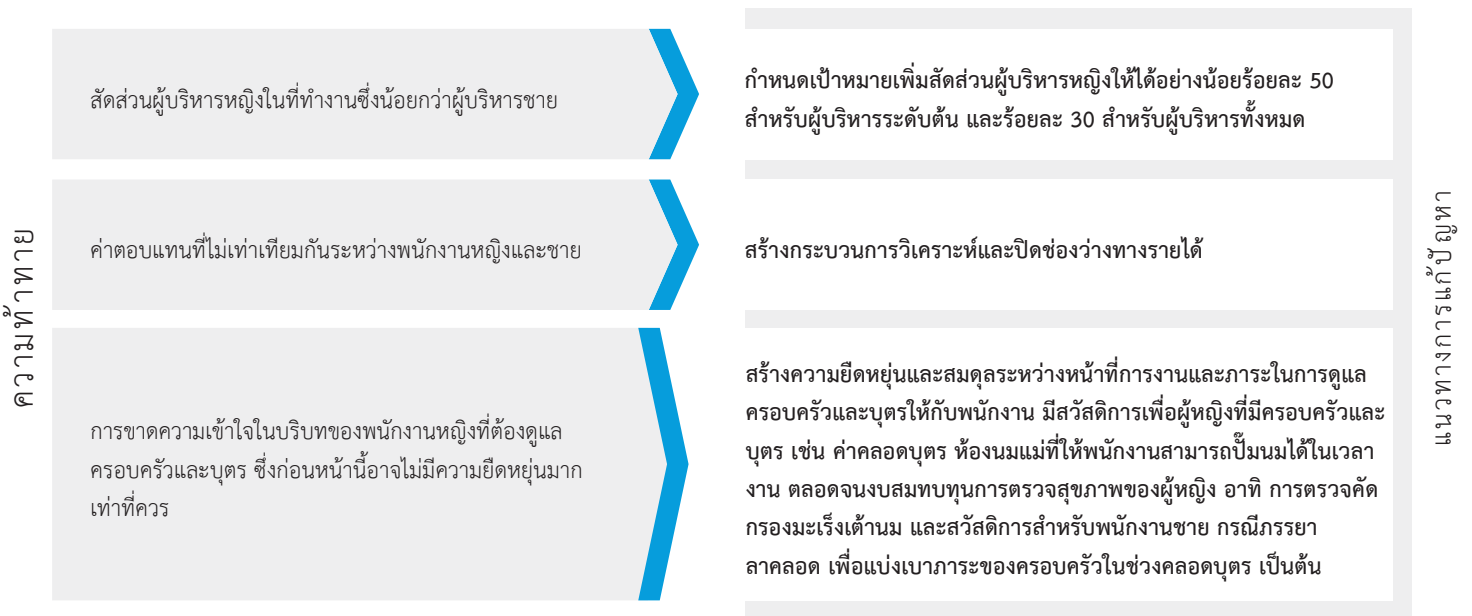 ความท้าทาย
สัดส่วนผู้บริหารหญิงในที่ทำงานซึ่งน้อยกว่าผู้บริหารชาย
กำหนดเป้าหมายเพิ่มสัดส่วนผู้บริหารหญิงให้ได้อย่างน้อยร้อยละ 50
สำหรับผู้บริหารระดับต้น และร้อยละ 30 สำหรับผู้บริหารทั้งหมด
ค่าตอบแทนที่ไม่เท่าเทียมกันระหว่างพนักงานหญิงและชาย
สร้างกระบวนการวิเคราะห์และปิดช่องว่างทางรายได้
การขาดความเข้าใจในบริบทของพนักงานหญิงที่ต้องดูแล
ครอบครัวและบุตร ซึ่งก่อนหน้านี้อาจไม่มีความยืดหยุ่นมาก
เท่าที่ควร
สร้างความยืดหยุ่นและสมดุลระหว่างหน้าที่การงานและภาระในการดูแล
ครอบครัวและบุตรให้กับพนักงาน มีสวัสดิการเพื่อผู้หญิงที่มีครอบครัวและ
บุตร เช่น ค่าคลอดบุตร ห้องนมแม่ที่ให้พนักงานสามารถปั๊มนมได้ในเวลา
งาน ตลอดจนงบสมทบทุนการตรวจสุขภาพของผู้หญิง อาทิ การตรวจคัด
กรองมะเร็งเต้านม และสวัสดิการสำหรับพนักงานชาย กรณีภรรยา
ลาคลอด เพื่อแบ่งเบาภาระของครอบครัวในช่วงคลอดบุตร เป็นต้น
แนวทางการแก้ปัญหา